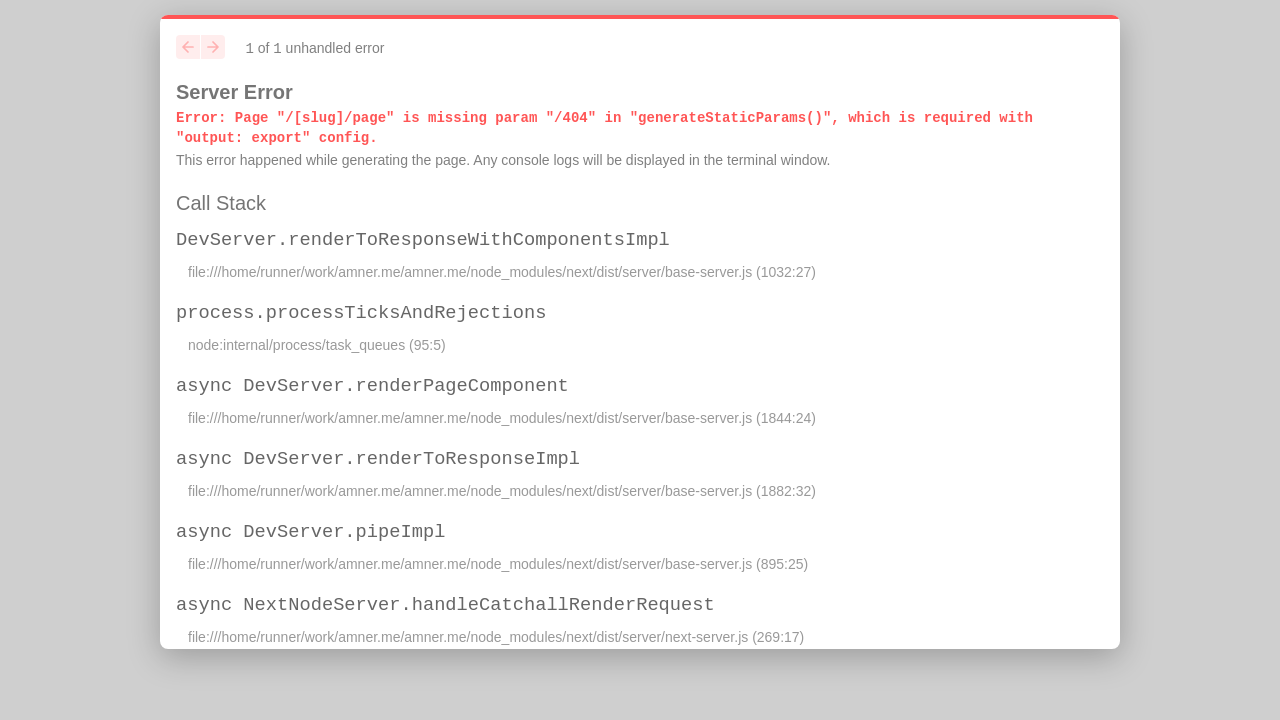 1 of 1 unhandled error
Server Error
Error: Page "/[slug]/page" is missing param "/404" in "generateStaticParams()", which is required with
"output: export" config.
This error happened while generating the page. Any console logs will be displayed in the terminal window.
Call Stack
DevServer.renderToResponseWithComponentsImpl
file:///home/runner/work/amner.me/amner.me/node_modules/next/dist/server/base-server.js (1032:27)
process.processTicksAndRejections
node:internal/process/task_queues (95:5)
async DevServer.renderPageComponent
file:///home/runner/work/amner.me/amner.me/node_modules/next/dist/server/base-server.js (1844:24)
async DevServer.renderToResponseImpl
file:///home/runner/work/amner.me/amner.me/node_modules/next/dist/server/base-server.js (1882:32)
async DevServer.pipeImpl
file:///home/runner/work/amner.me/amner.me/node_modules/next/dist/server/base-server.js (895:25)
async NextNodeServer.handleCatchallRenderRequest
file:///home/runner/work/amner.me/amner.me/node_modules/next/dist/server/next-server.js (269:17)